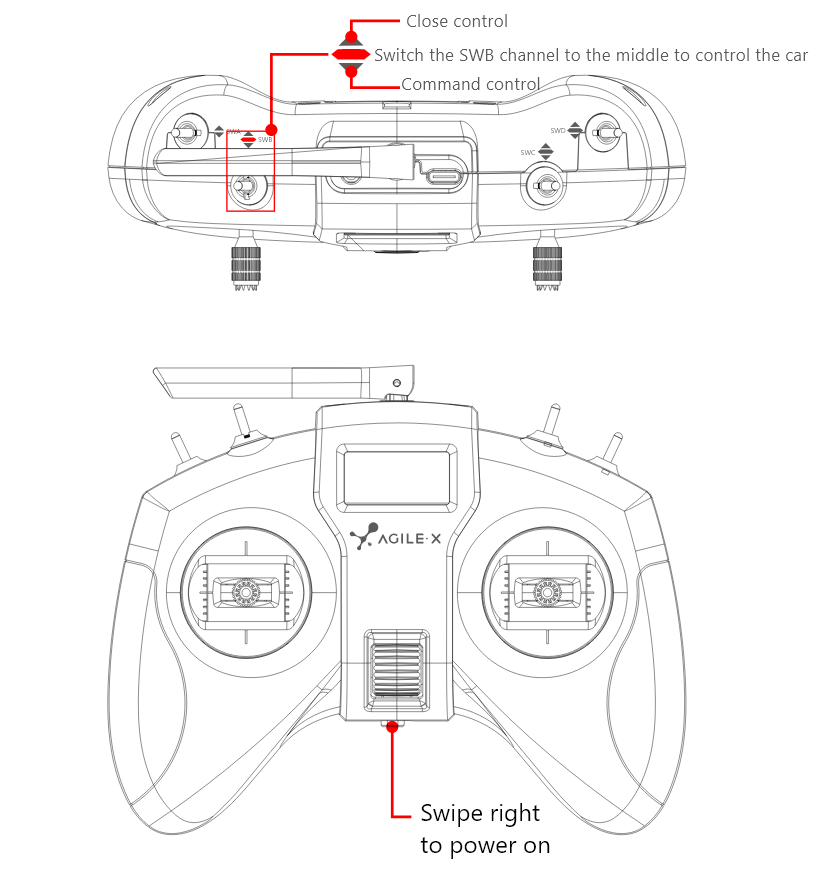 Close control
Switch the SWB channel to the middle to control the car
Command control
SWA
SWB
SWD
SWC
AGILE·X
Swipe right
to power on